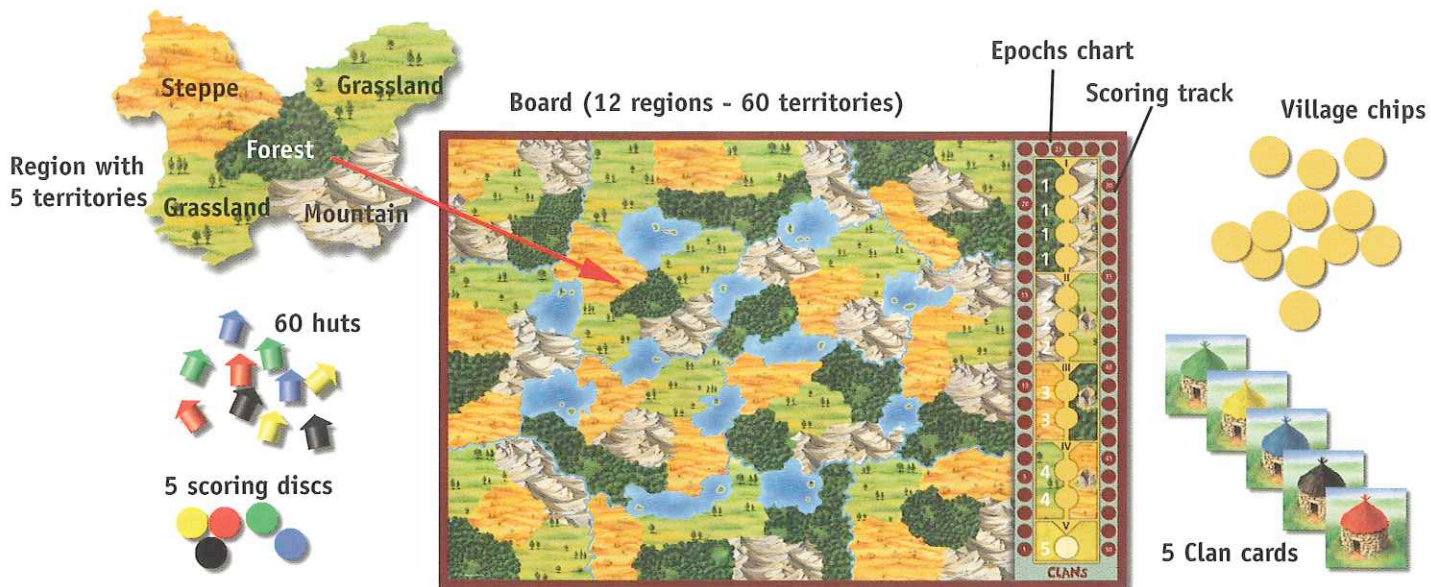 Steppe
Grassland
Forest
Grassland
Mountain
Region with
5 territories
Board (12 regions - 60 territories)
Epochs chart
Scoring track
Village chips
60 huts
5 scoring discs
5 Clan cards
I
1
1
1
1
II
III
3
3
IV
4
4
V
5
CLANS